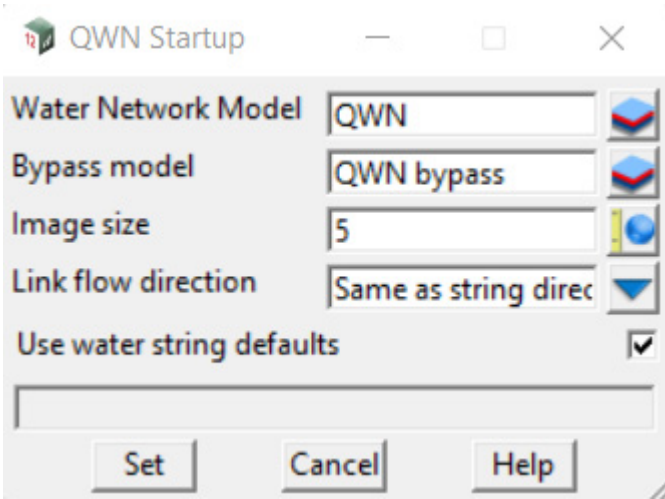 QWN Startup
Water Network Model QWN
Bypass model QWN bypass
Image size 5
Link flow direction Same as string direc
Use water string defaults
Set Cancel Help